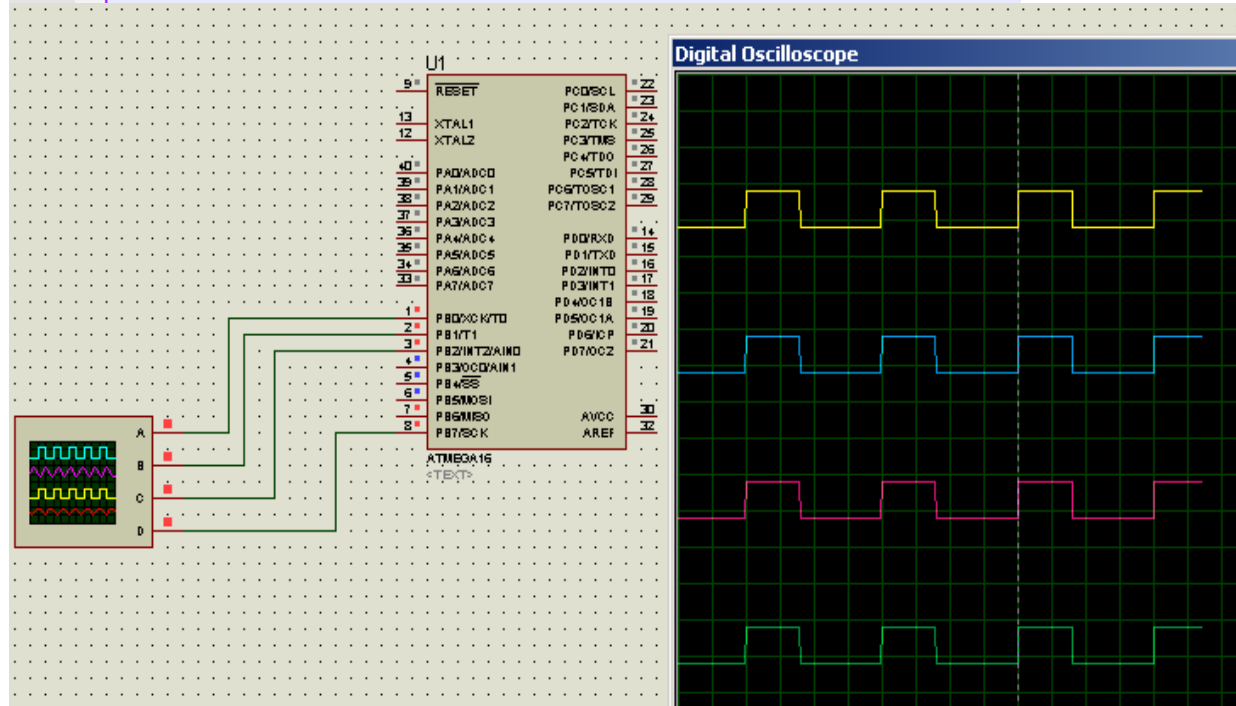 Digital Oscilloscope
U1
9 RESET PC0/SCL 22
PC1/SDA 23
13 XTAL1 PC2/TCK 24
12 XTAL2 PC3/TMS 25
PC4/TDO 26
40 PA0/ADC0 PC5/TDI 27
39 PA1/ADC1 PC6/TOSC1 28
38 PA2/ADC2 PC7/TOSC2 29
37 PA3/ADC3
36 PA4/ADC4 PD0/RXD 14
35 PA5/ADC5 PD1/TXD 15
34 PA6/ADC6 PD2/INT0 16
33 PA7/ADC7 PD3/INT1 17
PD4/OC1B 18
1 PB0/XCK/T0 PD5/OC1A 19
2 PB1/T1 PD6/ICP 20
3 PB2/INT2/AIN0 PD7/OC2 21
4 PB3/OC0/AIN1
5 PB4/SS
6 PB5/MOSI
7 PB6/MISO AVCC 30
8 PB7/SCK AREF 32
ATMEGA16
<TEXT>
A
B
C
D